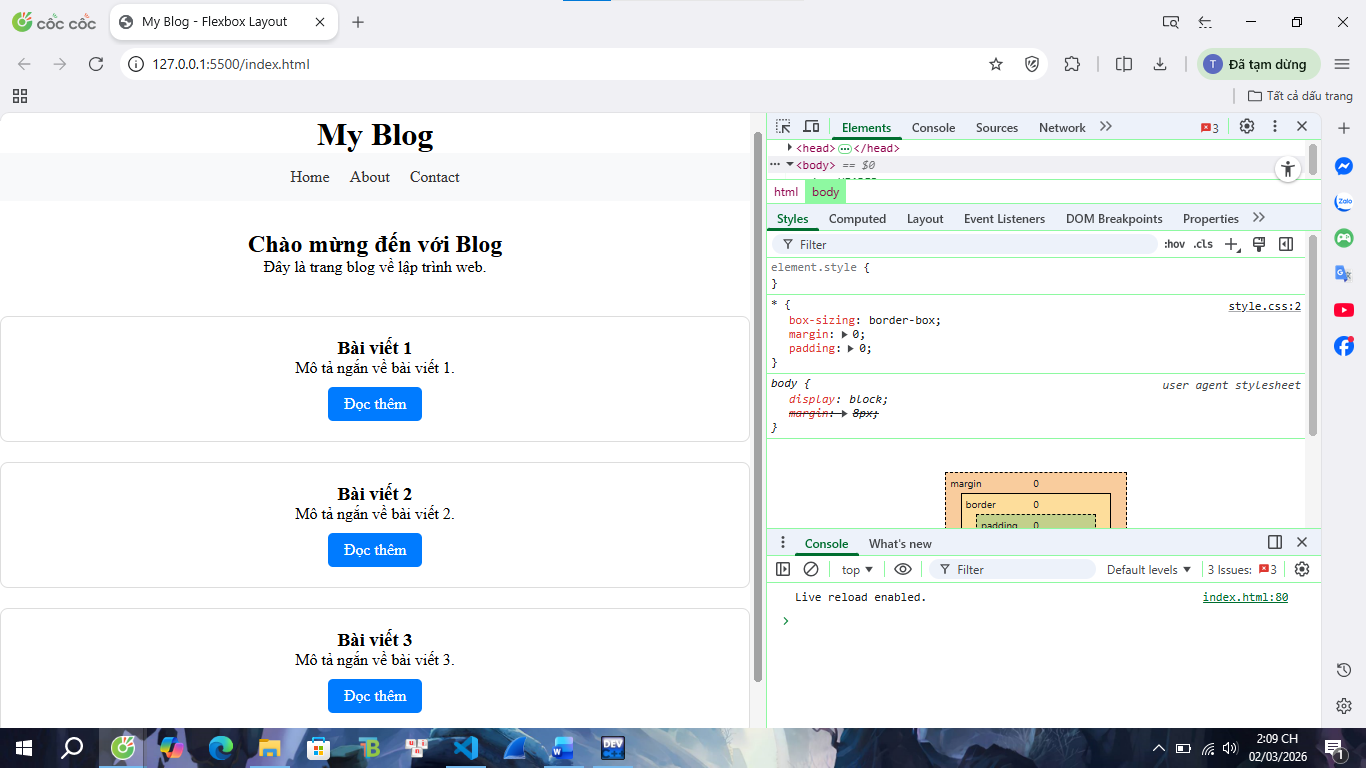 cốc cốc
My Blog - Flexbox Layout
127.0.0.1:5500/index.html
T
Đã tạm dừng
Tất cả dấu trang
My Blog
Home About Contact
Chào mừng đến với Blog
Đây là trang blog về lập trình web.
Bài viết 1
Mô tả ngắn về bài viết 1.
Đọc thêm
Bài viết 2
Mô tả ngắn về bài viết 2.
Đọc thêm
Bài viết 3
Mô tả ngắn về bài viết 3.
Đọc thêm
Elements Console Sources Network 3
<head> ••• </head>
••• <body> == $0
html body
Styles Computed Layout Event Listeners DOM Breakpoints Properties
Filter :hov .cls
element.style {
}
* { style.css:2
box-sizing: border-box;
margin: 0;
padding: 0;
}
body { user agent stylesheet
display: block;
margin: 8px;
}
margin 0
border 0
padding 0
Console What's new
top Filter Default levels 3 Issues: 3
Live reload enabled. index.html:80
>
Zalo
W
DEV
2:09 CH
02/03/2026
1